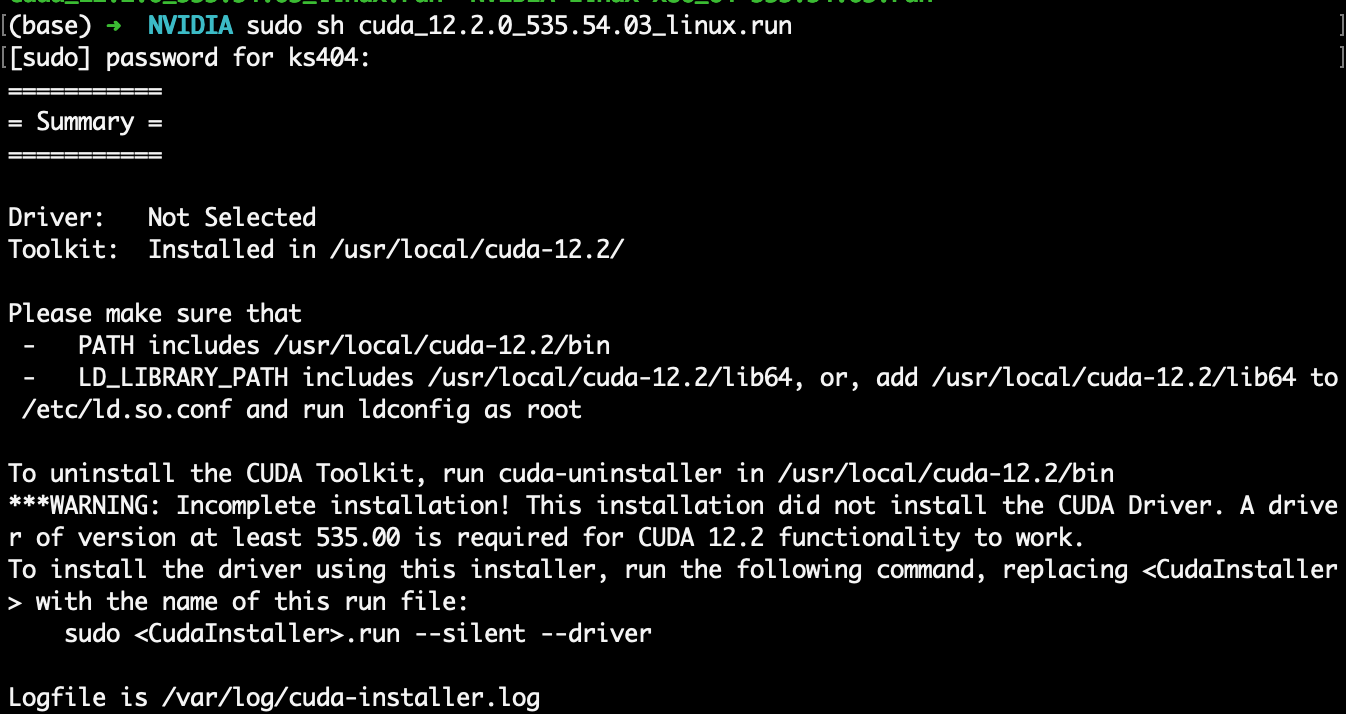 (base) ➜ NVIDIA sudo sh cuda_12.2.0_535.54.03_linux.run
[sudo] password for ks404:
===========
= Summary =
===========
Driver:   Not Selected
Toolkit:  Installed in /usr/local/cuda-12.2/
Please make sure that
 -   PATH includes /usr/local/cuda-12.2/bin
 -   LD_LIBRARY_PATH includes /usr/local/cuda-12.2/lib64, or, add /usr/local/cuda-12.2/lib64 to
 /etc/ld.so.conf and run ldconfig as root
To uninstall the CUDA Toolkit, run cuda-uninstaller in /usr/local/cuda-12.2/bin
***WARNING: Incomplete installation! This installation did not install the CUDA Driver. A drive
r of version at least 535.00 is required for CUDA 12.2 functionality to work.
To install the driver using this installer, run the following command, replacing <CudaInstaller
> with the name of this run file:
    sudo <CudaInstaller>.run --silent --driver
Logfile is /var/log/cuda-installer.log